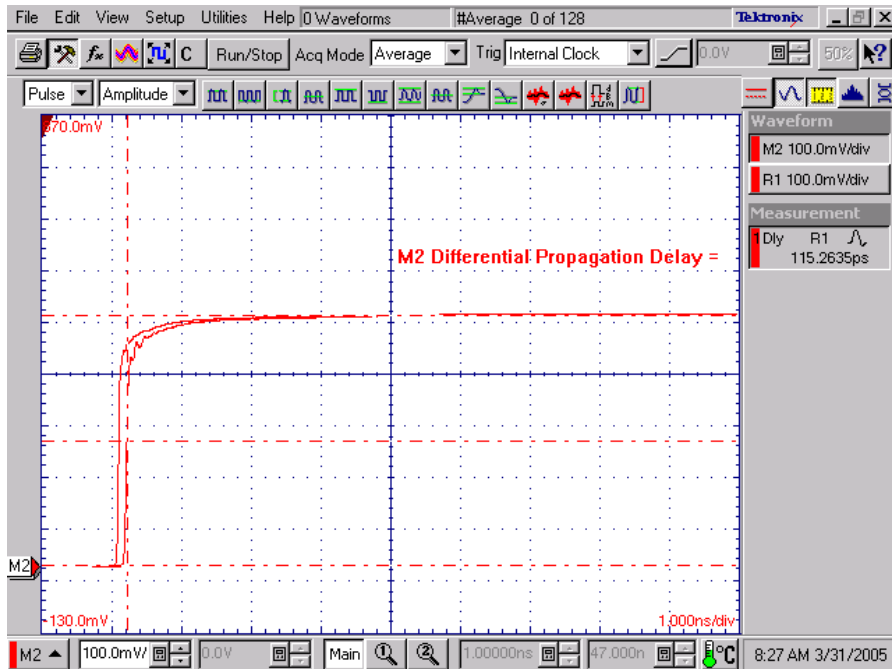 File Edit View Setup Utilities Help 0 Waveforms #Average 0 of 128 Tektronix
C Run/Stop Acq Mode Average Trig Internal Clock 0.0V 50%
Pulse Amplitude
Waveform
M2 100.0mV/div
R1 100.0mV/div
Measurement
1 Dly R1
115.2635ps
M2 Differential Propagation Delay =
M2
-130.0mV
1.000ns/div
M2 100.0mV/ 0.0V Main 1 2 1.00000ns 47.000n °C 8:27 AM 3/31/2005